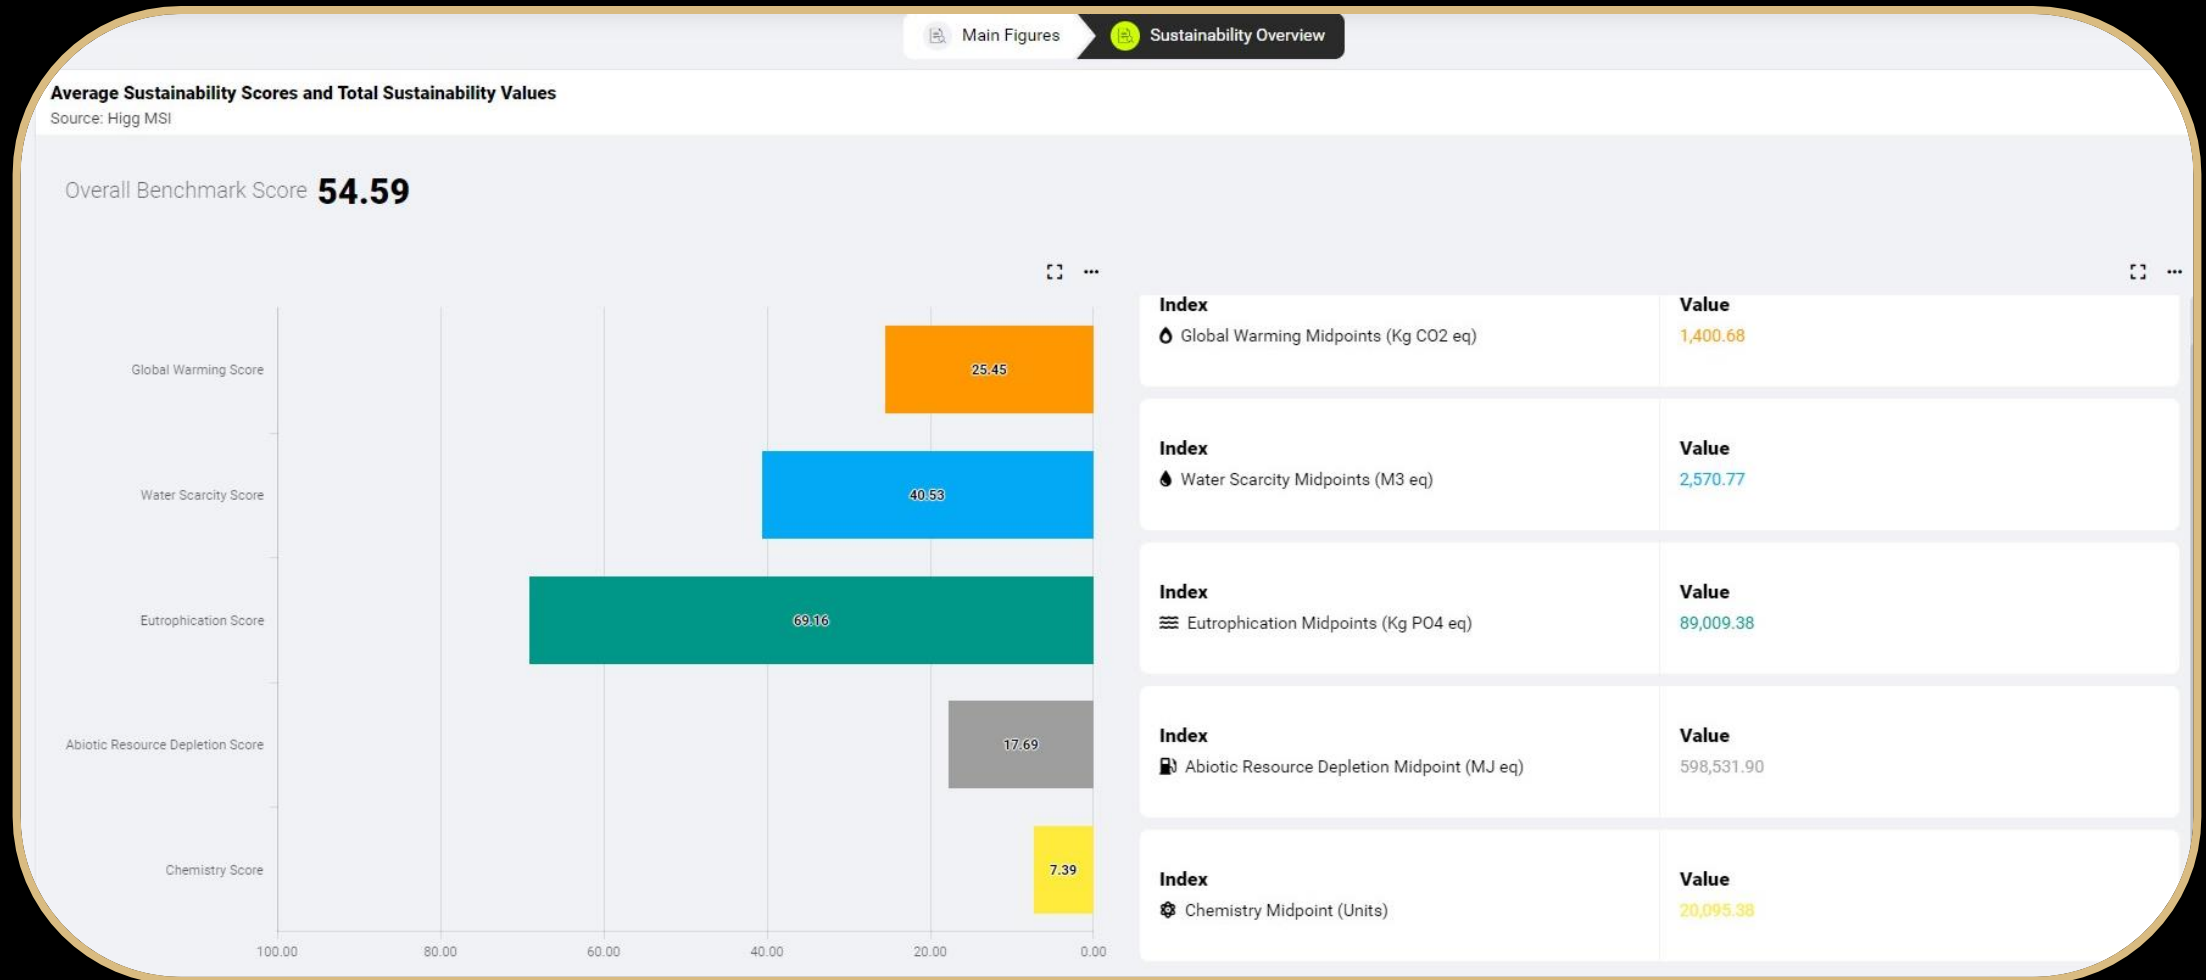 Main Figures
Sustainability Overview
Average Sustainability Scores and Total Sustainability Values
Source: Higg MSI
Overall Benchmark Score 54.59
Global Warming Score
25.45
Water Scarcity Score
40.53
Eutrophication Score
69.16
Abiotic Resource Depletion Score
17.69
Chemistry Score
7.39
100.00 80.00 60.00 40.00 20.00 0.00
Index Value
Global Warming Midpoints (Kg CO2 eq) 1,400.68
Index Value
Water Scarcity Midpoints (M3 eq) 2,570.77
Index Value
Eutrophication Midpoints (Kg PO4 eq) 89,009.38
Index Value
Abiotic Resource Depletion Midpoint (MJ eq) 598,531.90
Index Value
Chemistry Midpoint (Units) 20,095.38